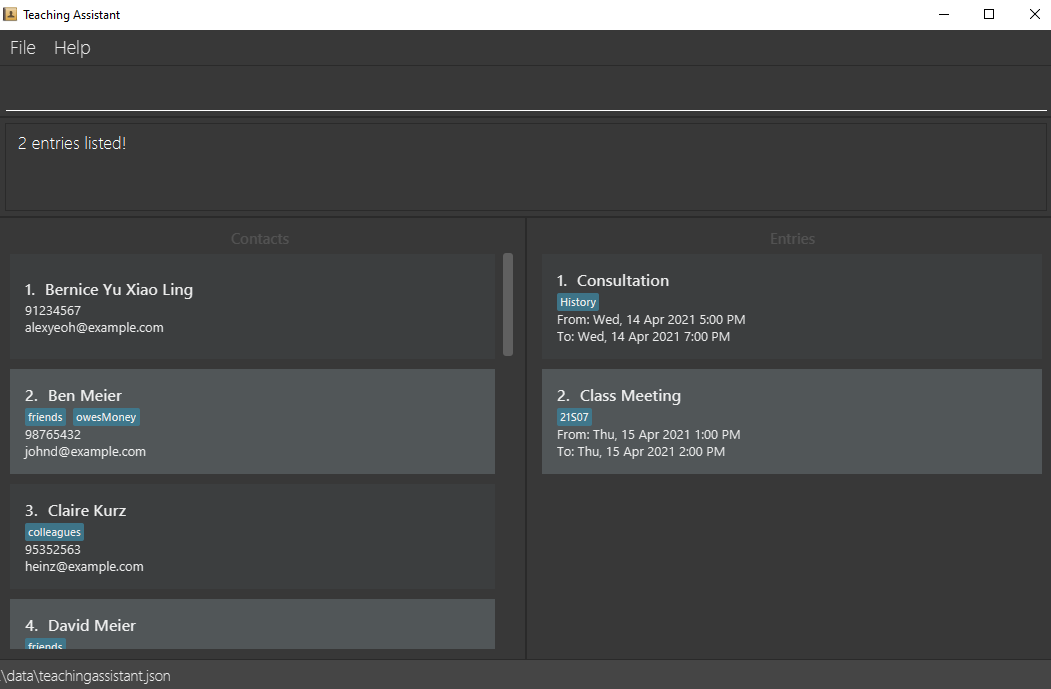 Teaching Assistant
File Help
2 entries listed!
Contacts
1. Bernice Yu Xiao Ling
91234567
alexyeoh@example.com
2. Ben Meier
friends owesMoney
98765432
johnd@example.com
3. Claire Kurz
colleagues
95352563
heinz@example.com
4. David Meier
friends
Entries
1. Consultation
History
From: Wed, 14 Apr 2021 5:00 PM
To: Wed, 14 Apr 2021 7:00 PM
2. Class Meeting
21S07
From: Thu, 15 Apr 2021 1:00 PM
To: Thu, 15 Apr 2021 2:00 PM
.\data\teachingassistant.json